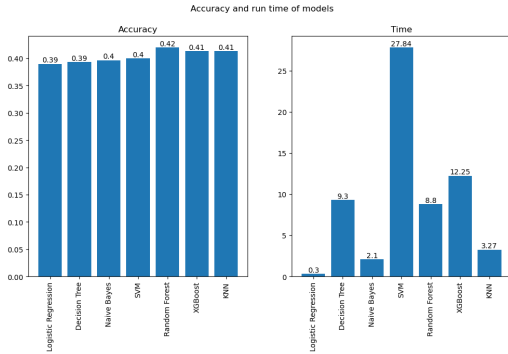 Accuracy and run time of models
Accuracy
0.40
0.35
0.30
0.25
0.20
0.15
0.10
0.05
0.00
0.39
0.39
0.4
0.4
0.42
0.41
0.41
Logistic Regression
Decision Tree
Naive Bayes
SVM
Random Forest
XGBoost
KNN
Time
25
20
15
10
5
0
0.3
9.3
2.1
27.84
8.8
12.25
3.27
Logistic Regression
Decision Tree
Naive Bayes
SVM
Random Forest
XGBoost
KNN